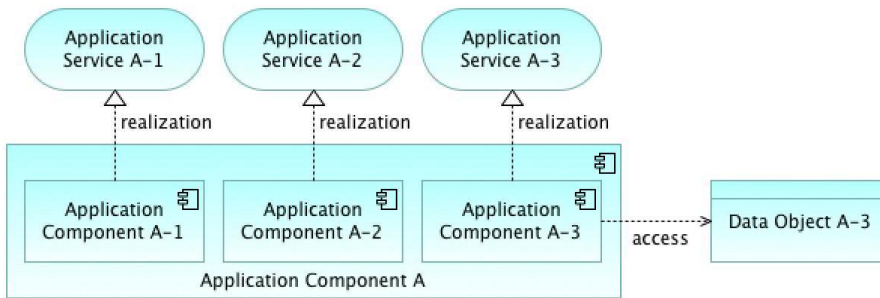 Application
Service A-1
Application
Service A-2
Application
Service A-3
realization
realization
realization
Application
Component A-1
Application
Component A-2
Application
Component A-3
access
Data Object A-3
Application Component A